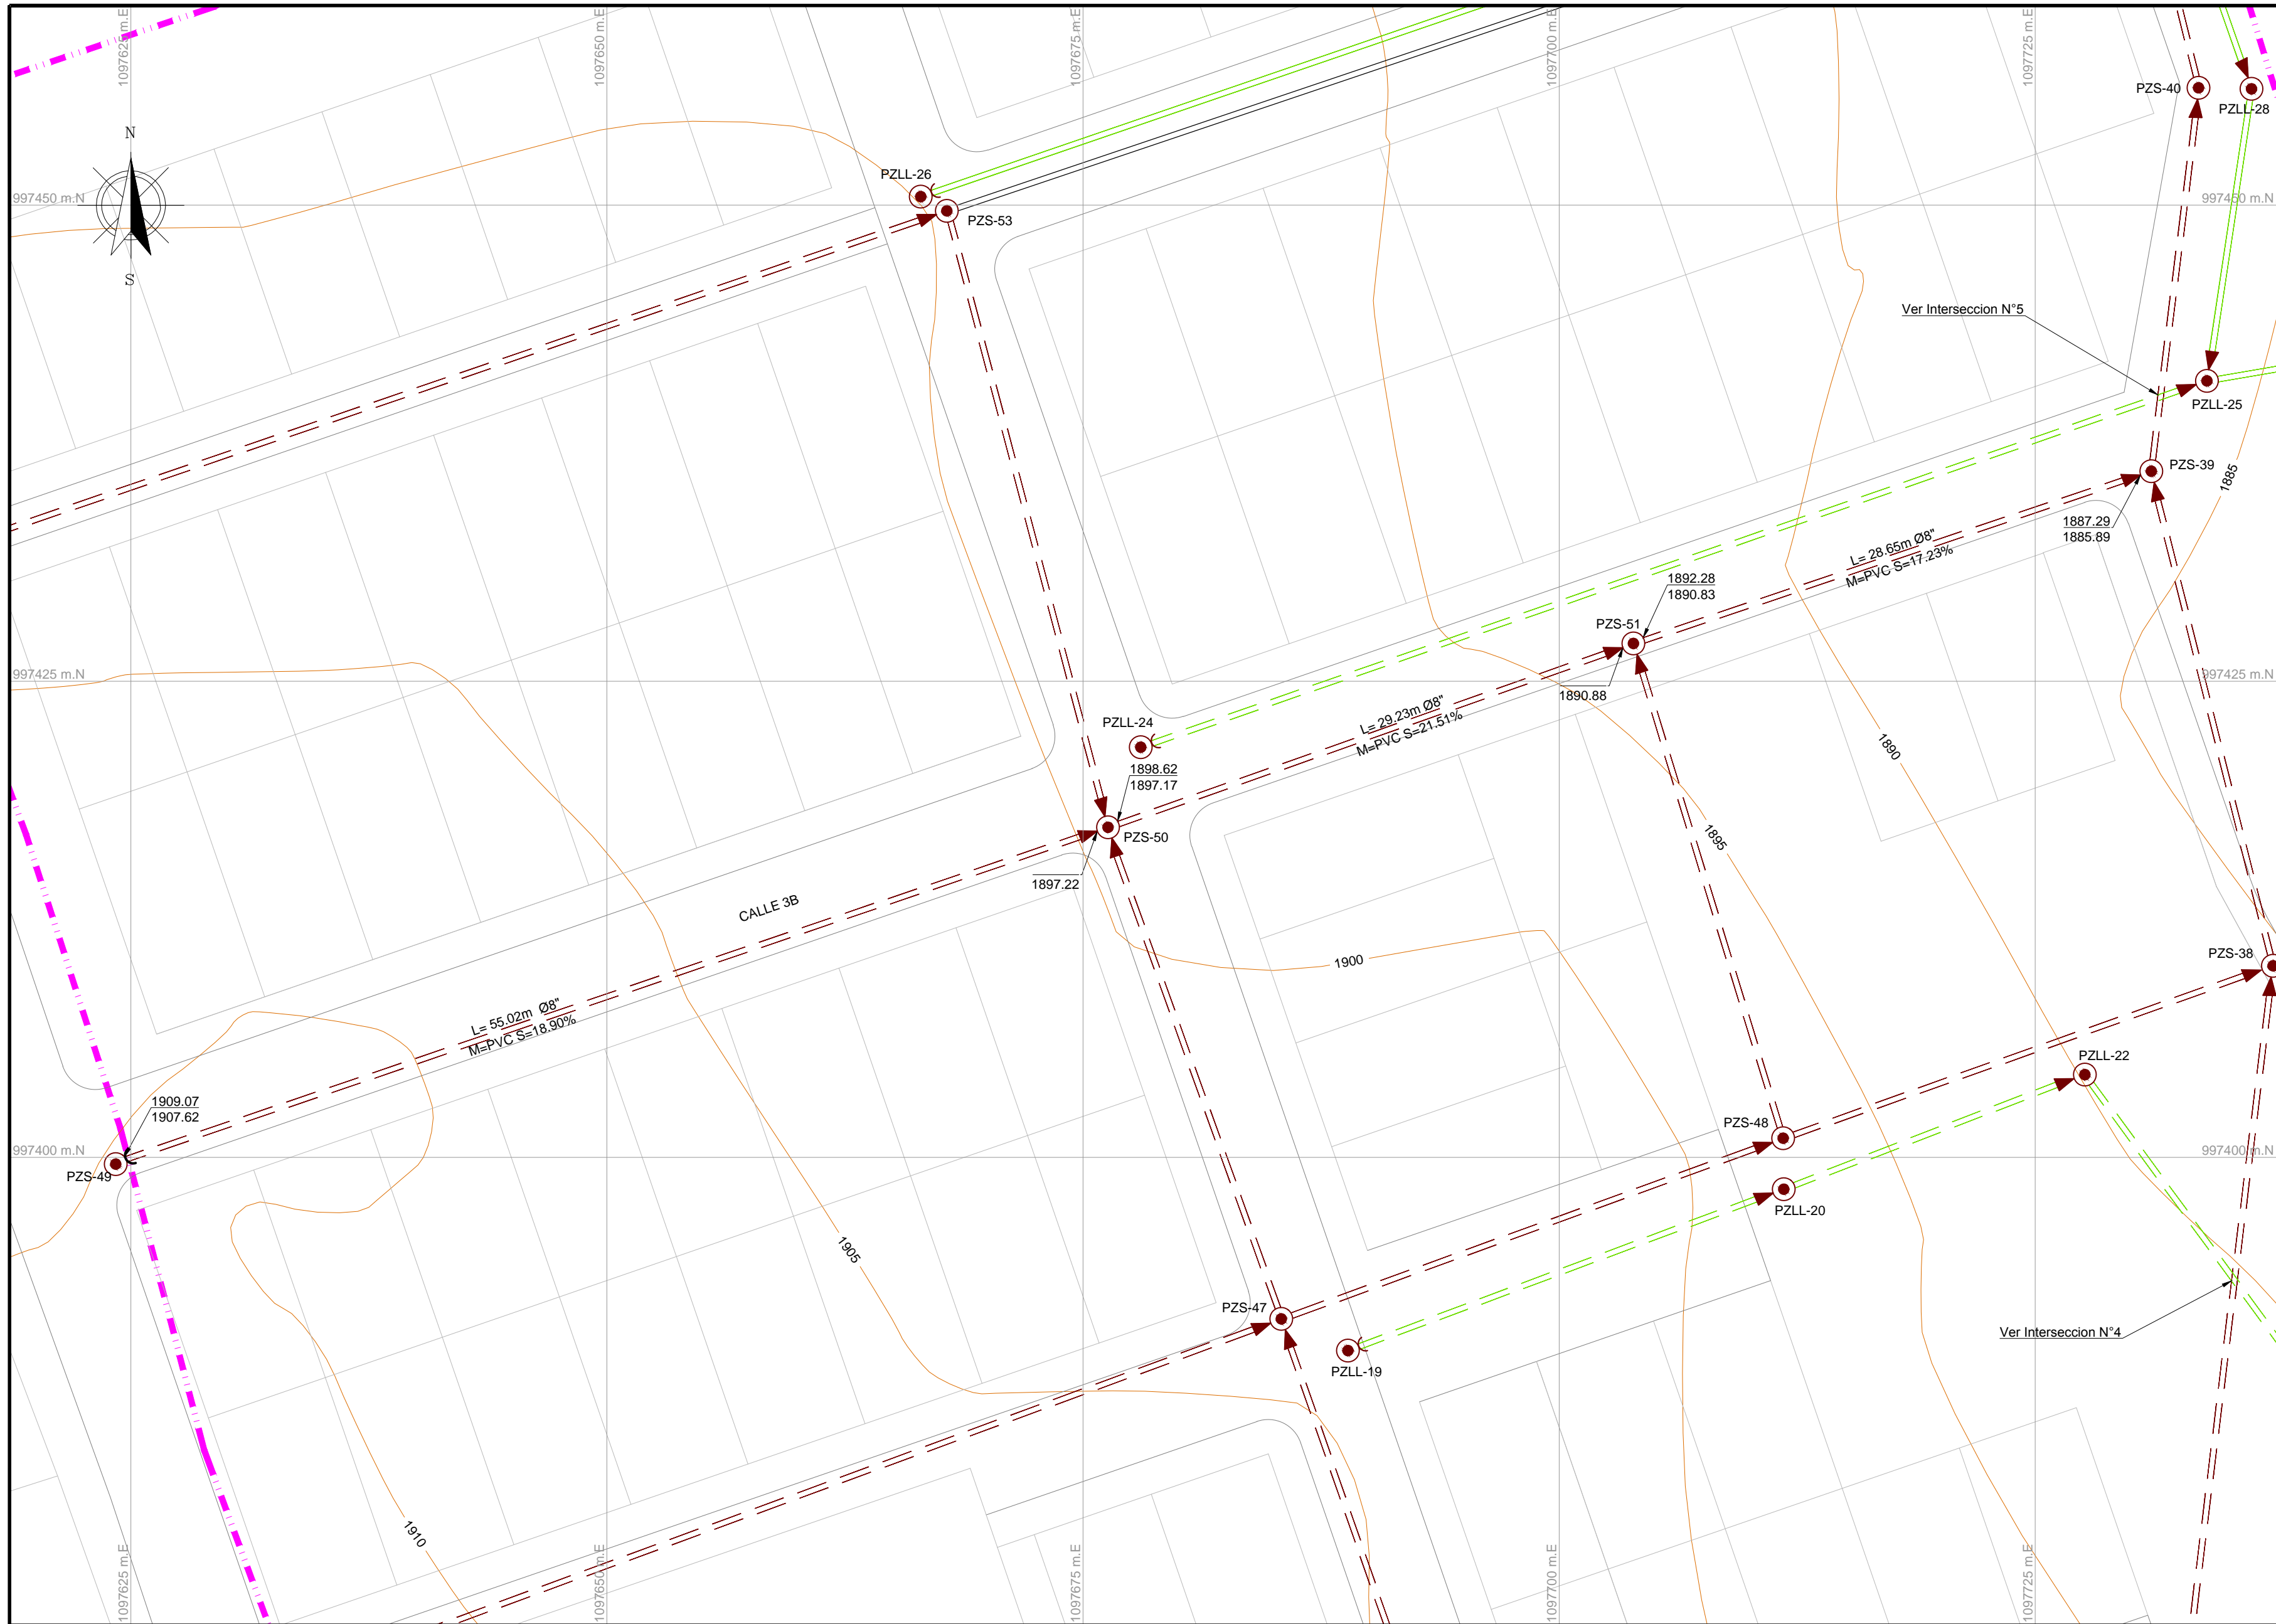 1097625 m.E
1097650 m.E
1097675 m.E
1097700 m.E
1097725 m.E
PZS-40
PZLL-28
N
S
PZLL-26
997450 m.N
997450 m.N
PZS-53
Ver Interseccion N°5
PZLL-25
PZS-39
1885
1887.29
1885.89
L= 28.65m Ø8"
M=PVC S=17.23%
1892.28
1890.83
PZS-51
997425 m.N
997425 m.N
1890.88
L= 29.23m Ø8"
M=PVC S=21.51%
PZLL-24
1890
1898.62
1897.17
PZS-50
1895
1897.22
CALLE 3B
PZS-38
1900
L= 55.02m Ø8"
M=PVC S=18.90%
PZLL-22
1909.07
1907.62
PZS-48
997400 m.N
997400 m.N
PZS-49
PZLL-20
1905
PZS-47
Ver Interseccion N°4
PZLL-19
1910
1097625 m.E
1097650 m.E
1097675 m.E
1097700 m.E
1097725 m.E